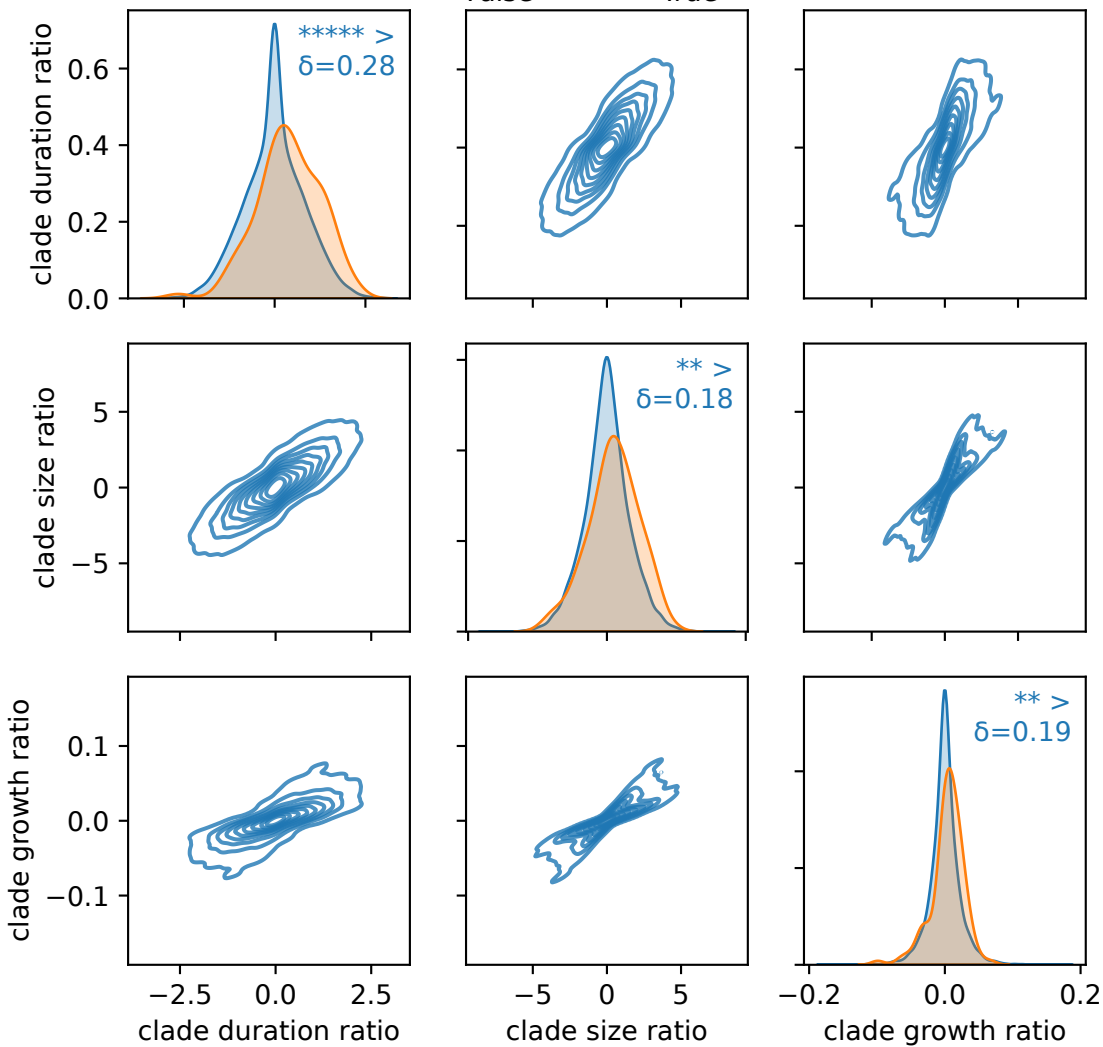 clade duration ratio
0.6
0.4
0.2
0.0
***** >
δ=0.28
clade size ratio
5
0
−5
** >
δ=0.18
clade growth ratio
0.1
0.0
−0.1
** >
δ=0.19
−2.5 0.0 2.5
−5 0 5
−0.2 0.0 0.2
clade duration ratio
clade size ratio
clade growth ratio